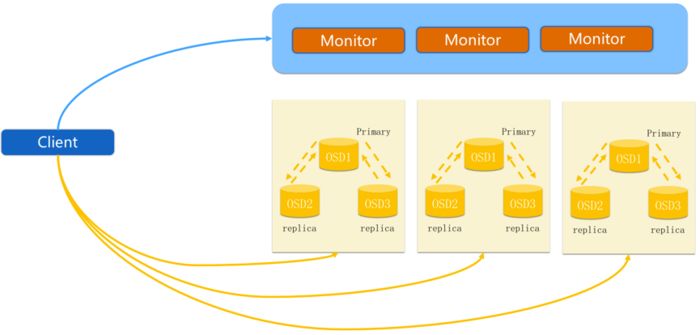 Monitor Monitor Monitor
Client
Primary Primary Primary
OSD1 OSD1 OSD1
OSD2 OSD3 OSD2 OSD3 OSD2 OSD3
replica replica replica replica replica replica